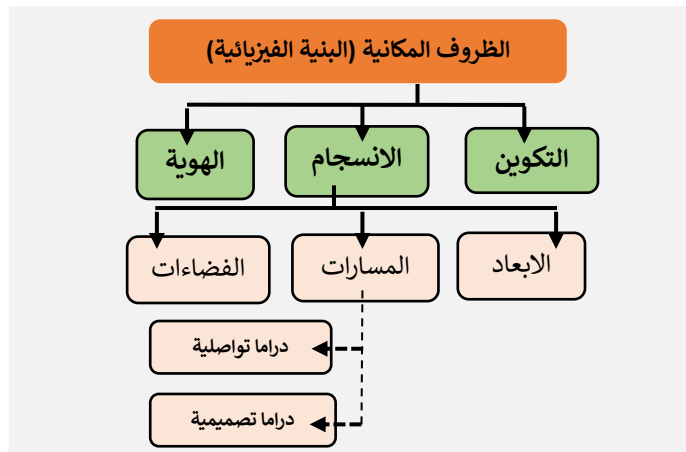 الظروف المكانية (البنية الفيزيائية)
التكوين
الانسجام
الهوية
الابعاد
المسارات
الفضاءات
دراما تواصلية
دراما تصميمية